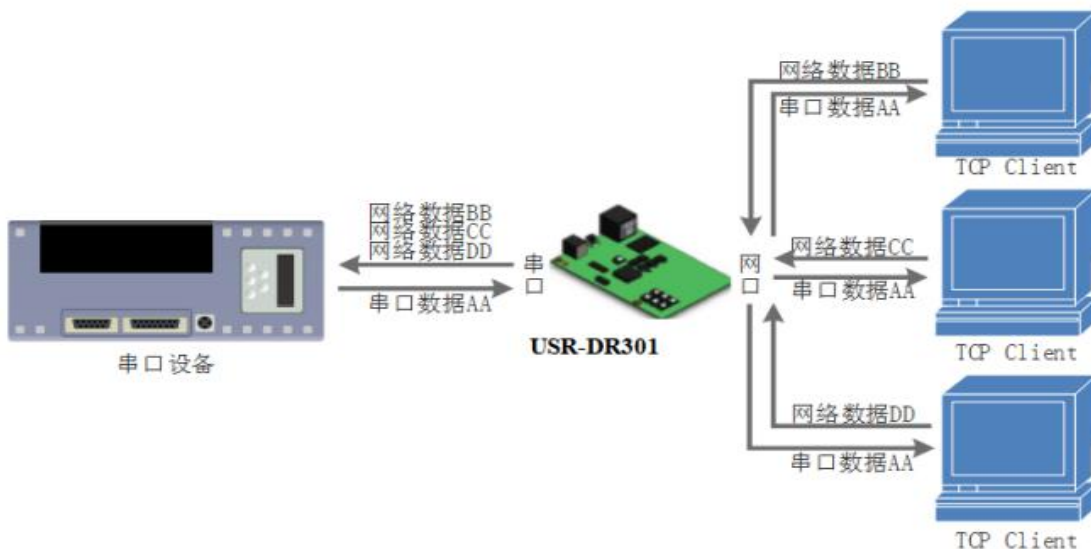 网络数据BB
串口数据AA
TCP Client
网络数据BB
网络数据CC
网络数据DD
串口数据AA
串口设备
串口
USR-DR301
网口
网络数据CC
串口数据AA
TCP Client
网络数据DD
串口数据AA
TCP Client